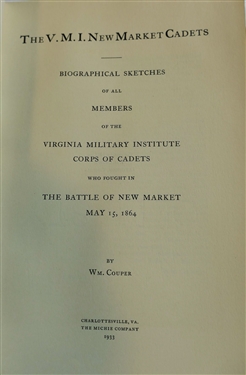 THE V. M. I. NEW MARKET CADETS
BIOGRAPHICAL SKETCHES
OF ALL
MEMBERS
OF THE
VIRGINIA MILITARY INSTITUTE
CORPS OF CADETS
WHO FOUGHT IN
THE BATTLE OF NEW MARKET
MAY 15, 1864
BY
WM. COUPER
CHARLOTTESVILLE, VA.
THE MICHIE COMPANY
1933